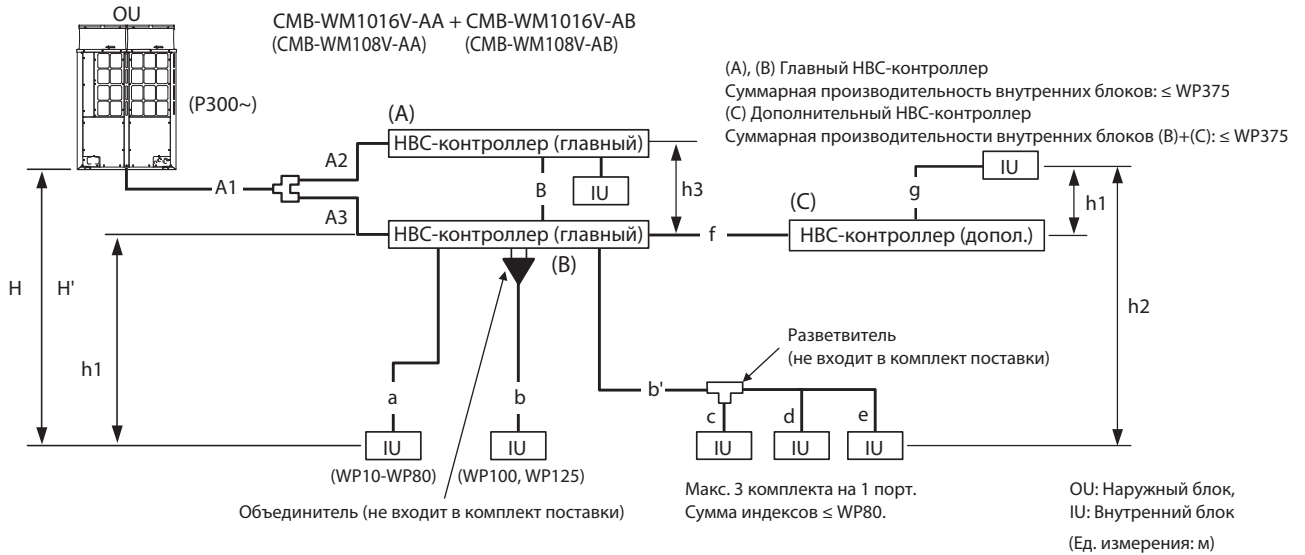 OU
CMB-WM1016V-AA + CMB-WM1016V-AB
(CMB-WM108V-AA) (CMB-WM108V-AB)
(P300~)
(A), (B) Главный HBC-контроллер
Суммарная производительность внутренних блоков: ≤ WP375
(C) Дополнительный HBC-контроллер
Суммарная производительности внутренних блоков (B)+(C): ≤ WP375
(A)
HBC-контроллер (главный)
A2
A1
A3
B
IU
h3
IU
g
h1
(C)
HBC-контроллер (главный)
f
HBC-контроллер (допол.)
(B)
H
H'
h1
h2
Разветвитель
(не входит в комплект поставки)
a
b
b'
c
d
e
IU
IU
IU
IU
IU
(WP10-WP80)
(WP100, WP125)
Объединитель (не входит в комплект поставки)
Макс. 3 комплекта на 1 порт.
Сумма индексов ≤ WP80.
OU: Наружный блок,
IU: Внутренний блок
(Ед. измерения: м)